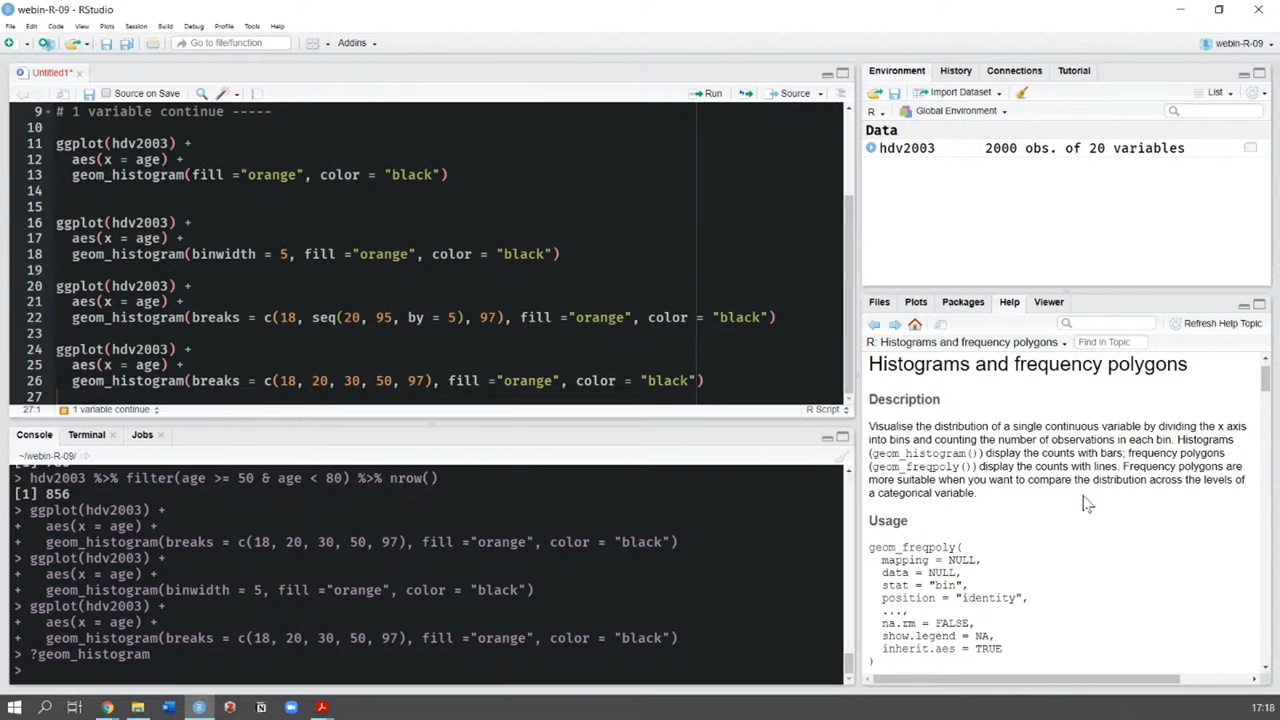 webin-R-09 - RStudio
File Edit Code View Plots Session Build Debug Profile Tools Help
Go to file/function
Addins
webin-R-09
Untitled1*
Source on Save
Run
Source
9 # 1 variable continue -----
10
11 ggplot(hdv2003) +
12 aes(x = age) +
13 geom_histogram(fill ="orange", color = "black")
14
15
16 ggplot(hdv2003) +
17 aes(x = age) +
18 geom_histogram(binwidth = 5, fill ="orange", color = "black")
19
20 ggplot(hdv2003) +
21 aes(x = age) +
22 geom_histogram(breaks = c(18, seq(20, 95, by = 5), 97), fill ="orange", color = "black")
23
24 ggplot(hdv2003) +
25 aes(x = age) +
26 geom_histogram(breaks = c(18, 20, 30, 50, 97), fill ="orange", color = "black")
27
27:1 # 1 variable continue R Script
Console Terminal Jobs
~/webin-R-09/
> hdv2003 %>% filter(age >= 50 & age < 80) %>% nrow()
[1] 856
> ggplot(hdv2003) +
+ aes(x = age) +
+ geom_histogram(breaks = c(18, 20, 30, 50, 97), fill ="orange", color = "black")
> ggplot(hdv2003) +
+ aes(x = age) +
+ geom_histogram(binwidth = 5, fill ="orange", color = "black")
> ggplot(hdv2003) +
+ aes(x = age) +
+ geom_histogram(breaks = c(18, 20, 30, 50, 97), fill ="orange", color = "black")
> ?geom_histogram
>
Environment History Connections Tutorial
Import Dataset List
R Global Environment
Data
hdv2003 2000 obs. of 20 variables
Files Plots Packages Help Viewer
Refresh Help Topic
R: Histograms and frequency polygons Find in Topic
Histograms and frequency polygons
Description
Visualise the distribution of a single continuous variable by dividing the x axis
into bins and counting the number of observations in each bin. Histograms
(geom_histogram()) display the counts with bars; frequency polygons
(geom_freqpoly()) display the counts with lines. Frequency polygons are
more suitable when you want to compare the distribution across the levels of
a categorical variable.
Usage
geom_freqpoly(
mapping = NULL,
data = NULL,
stat = "bin",
position = "identity",
...,
na.rm = FALSE,
show.legend = NA,
inherit.aes = TRUE
)
17:18